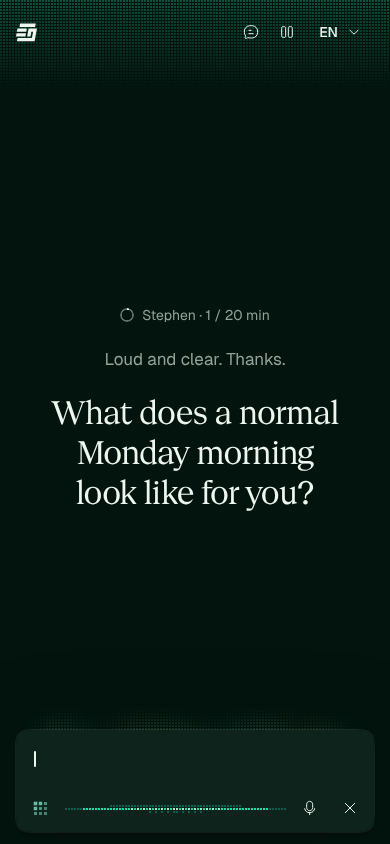 EN
Stephen · 1 / 20 min
Loud and clear. Thanks.
What does a normal
Monday morning
look like for you?